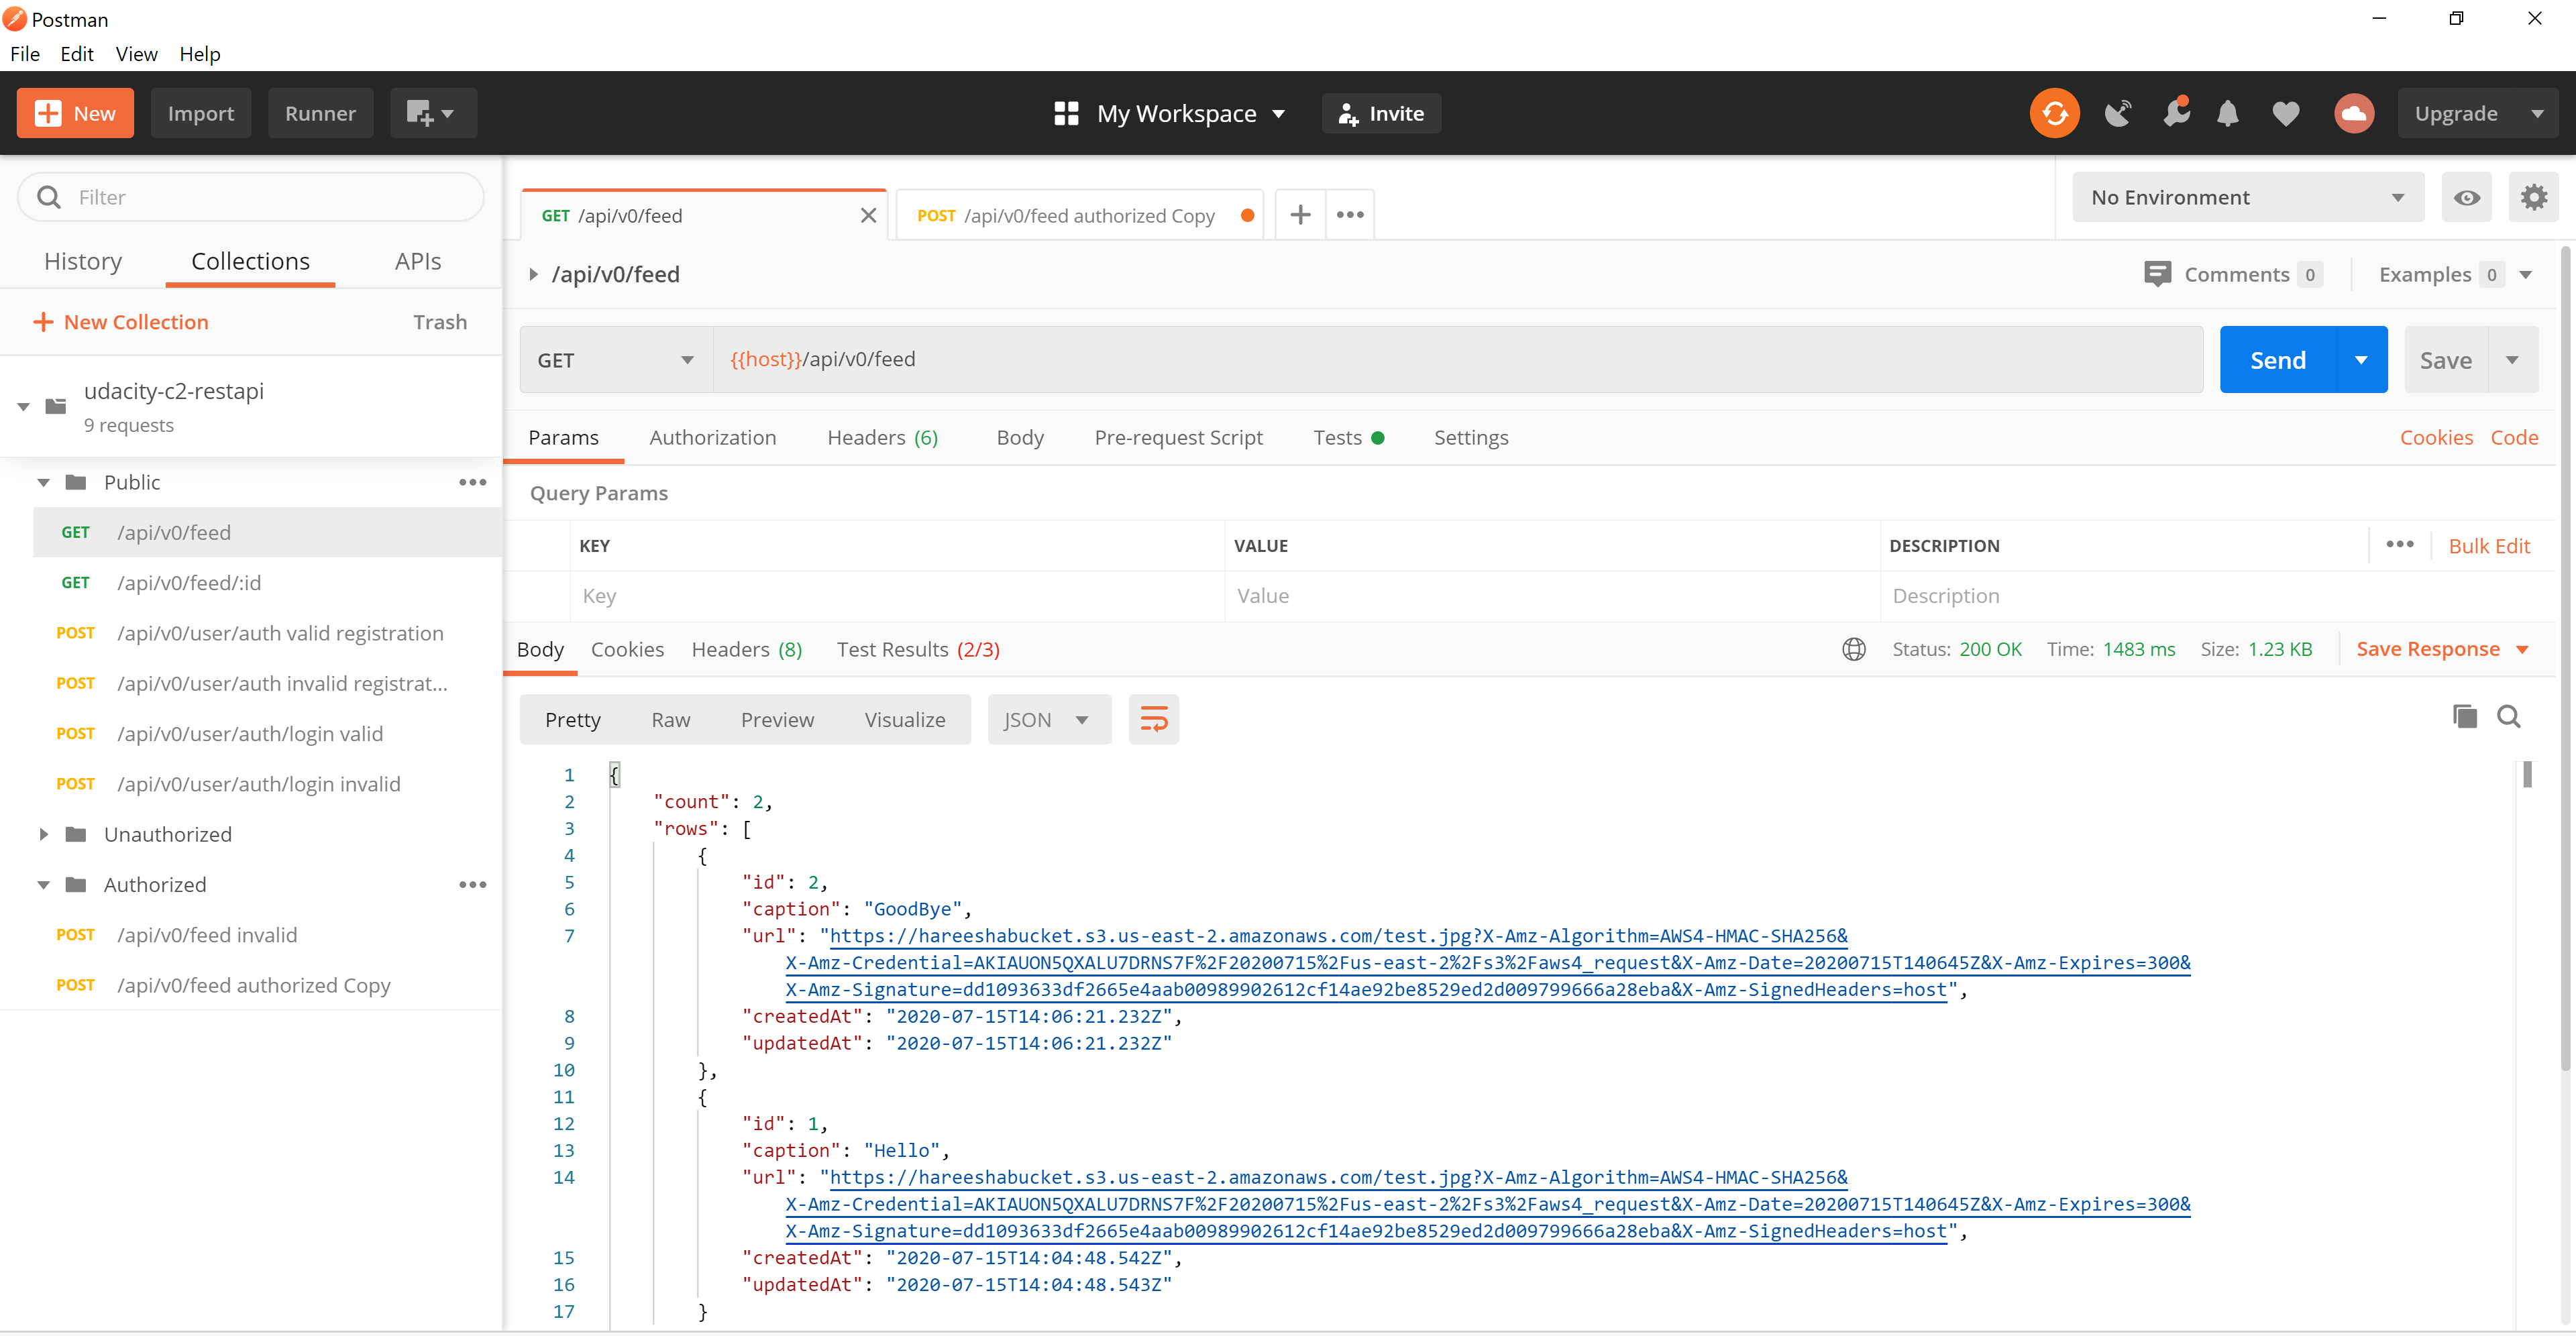 Postman
File Edit View Help
New Import Runner My Workspace Invite Upgrade
Filter
History Collections APIs
New Collection Trash
udacity-c2-restapi
9 requests
Public
GET /api/v0/feed
GET /api/v0/feed/:id
POST /api/v0/user/auth valid registration
POST /api/v0/user/auth invalid registrat...
POST /api/v0/user/auth/login valid
POST /api/v0/user/auth/login invalid
Unauthorized
Authorized
POST /api/v0/feed invalid
POST /api/v0/feed authorized Copy
GET /api/v0/feed POST /api/v0/feed authorized Copy No Environment
/api/v0/feed Comments 0 Examples 0
GET {{host}}/api/v0/feed Send Save
Params Authorization Headers (6) Body Pre-request Script Tests Settings Cookies Code
Query Params
KEY VALUE DESCRIPTION Bulk Edit
Key Value Description
Body Cookies Headers (8) Test Results (2/3) Status: 200 OK Time: 1483 ms Size: 1.23 KB Save Response
Pretty Raw Preview Visualize JSON
1 {
2 "count": 2,
3 "rows": [
4 {
5 "id": 2,
6 "caption": "GoodBye",
7 "url": "https://hareeshabucket.s3.us-east-2.amazonaws.com/test.jpg?X-Amz-Algorithm=AWS4-HMAC-SHA256&
X-Amz-Credential=AKIAUON5QXALU7DRNS7F%2F20200715%2Fus-east-2%2Fs3%2Faws4_request&X-Amz-Date=20200715T140645Z&X-Amz-Expires=300&
X-Amz-Signature=dd1093633df2665e4aab00989902612cf14ae92be8529ed2d009799666a28eba&X-Amz-SignedHeaders=host",
8 "createdAt": "2020-07-15T14:06:21.232Z",
9 "updatedAt": "2020-07-15T14:06:21.232Z"
10 },
11 {
12 "id": 1,
13 "caption": "Hello",
14 "url": "https://hareeshabucket.s3.us-east-2.amazonaws.com/test.jpg?X-Amz-Algorithm=AWS4-HMAC-SHA256&
X-Amz-Credential=AKIAUON5QXALU7DRNS7F%2F20200715%2Fus-east-2%2Fs3%2Faws4_request&X-Amz-Date=20200715T140645Z&X-Amz-Expires=300&
X-Amz-Signature=dd1093633df2665e4aab00989902612cf14ae92be8529ed2d009799666a28eba&X-Amz-SignedHeaders=host",
15 "createdAt": "2020-07-15T14:04:48.542Z",
16 "updatedAt": "2020-07-15T14:04:48.543Z"
17 }